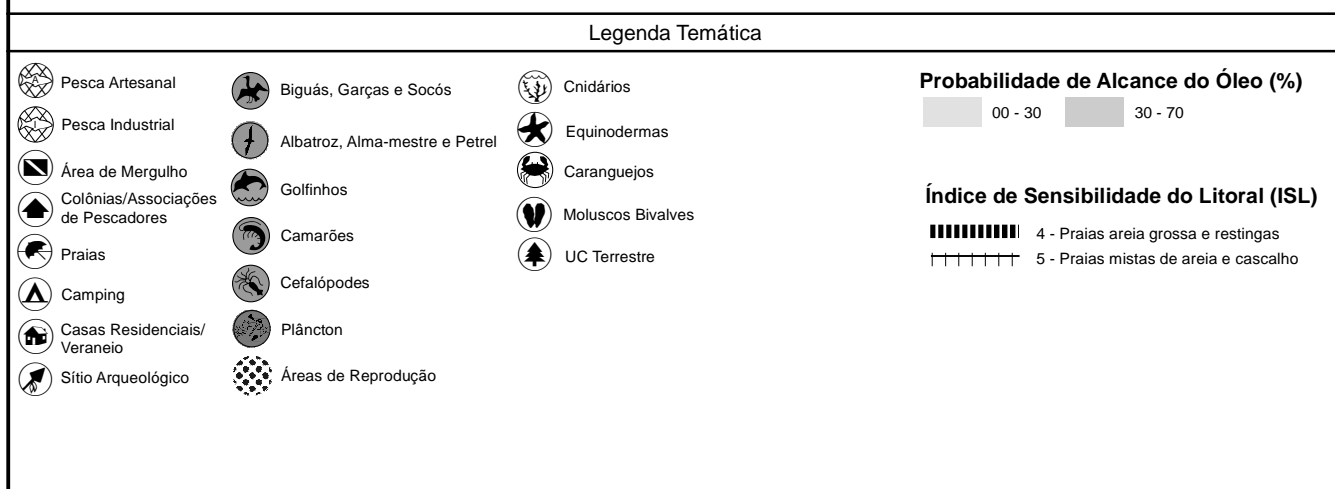 Legenda Temática
Pesca Artesanal
Pesca Industrial
Área de Mergulho
Colônias/Associações
de Pescadores
Praias
Camping
Casas Residenciais/
Veraneio
Sítio Arqueológico
Biguás, Garças e Socós
Albatroz, Alma-mestre e Petrel
Golfinhos
Camarões
Cefalópodes
Plâncton
Áreas de Reprodução
Cnidários
Equinodermas
Caranguejos
Moluscos Bivalves
UC Terrestre
Probabilidade de Alcance do Óleo (%)
00 - 30 30 - 70
Índice de Sensibilidade do Litoral (ISL)
4 - Praias areia grossa e restingas
5 - Praias mistas de areia e cascalho